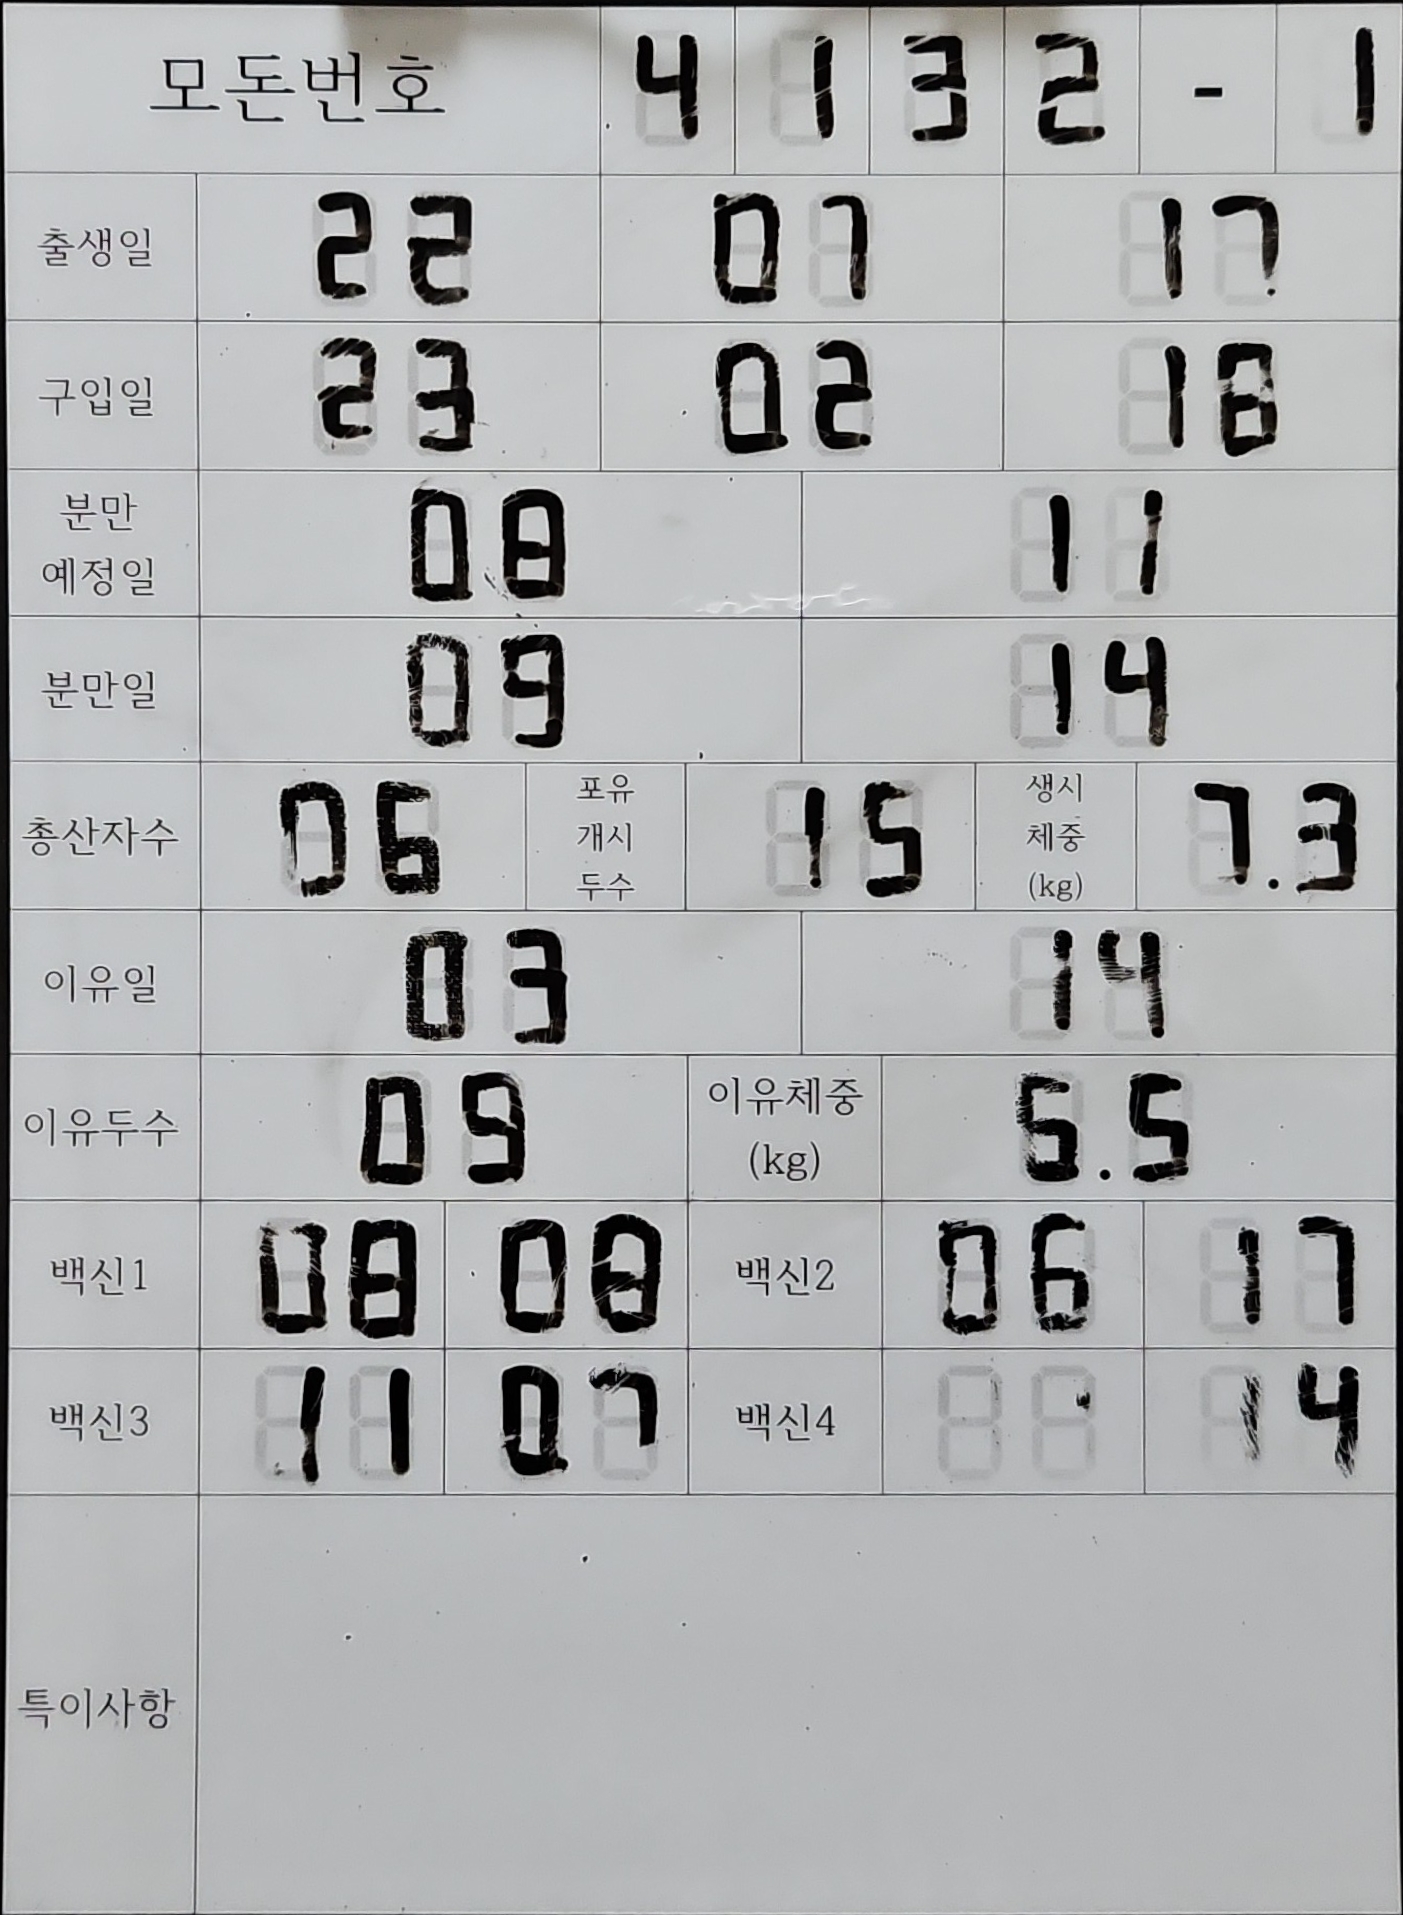 모돈번호 4 1 3 2 - 1
출생일 22 07 17
구입일 23 02 18
분만 예정일 08 11
분만일 09 14
총산자수 06 포유 개시 두수 15 생시 체중 (kg) 7.3
이유일 03 14
이유두수 09 이유체중 (kg) 6.5
백신1 08 08 백신2 06 17
백신3 11 07 백신4 14
특이사항